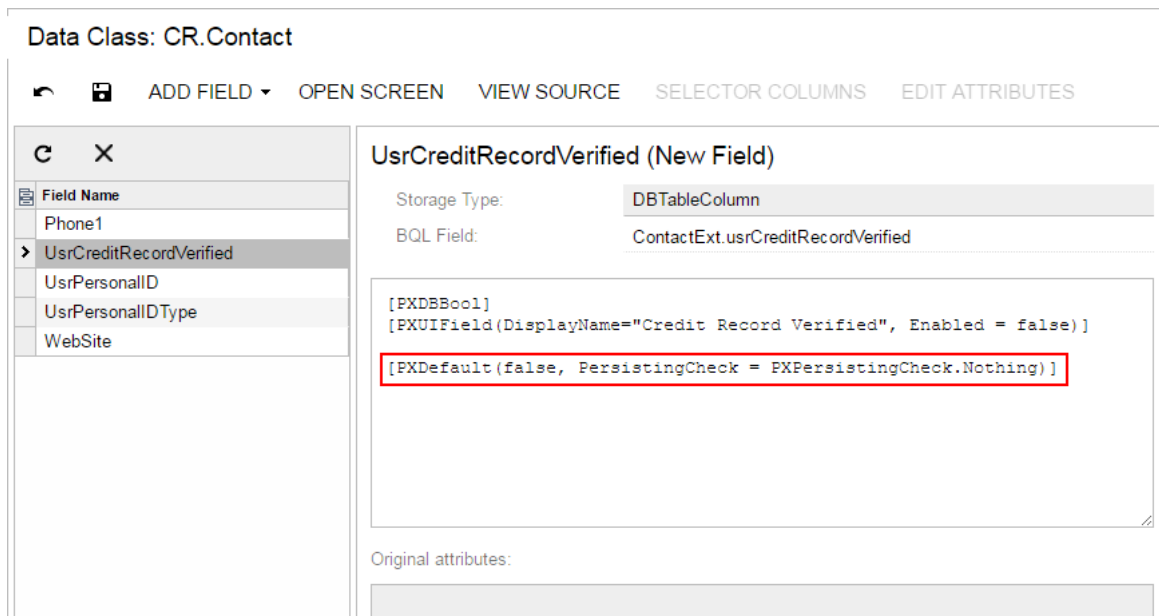 Data Class: CR.Contact
ADD FIELD OPEN SCREEN VIEW SOURCE SELECTOR COLUMNS EDIT ATTRIBUTES
Field Name
Phone1
UsrCreditRecordVerified
UsrPersonalID
UsrPersonalIDType
WebSite
UsrCreditRecordVerified (New Field)
Storage Type: DBTableColumn
BQL Field: ContactExt.usrCreditRecordVerified
[PXDBBool]
[PXUIField(DisplayName="Credit Record Verified", Enabled = false)]
[PXDefault(false, PersistingCheck = PXPersistingCheck.Nothing)]
Original attributes: